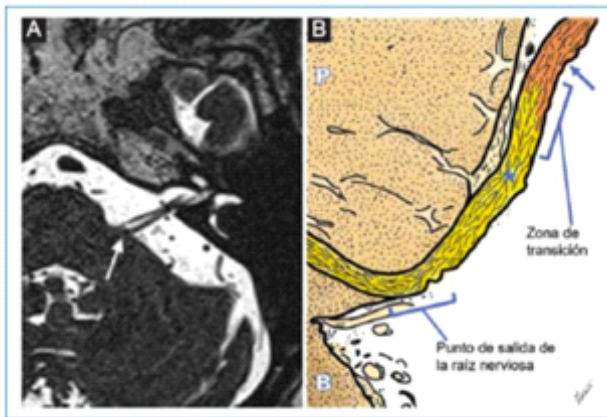 A
B
P
Zona de
transición
Punto de salida de
la raíz nerviosa
B